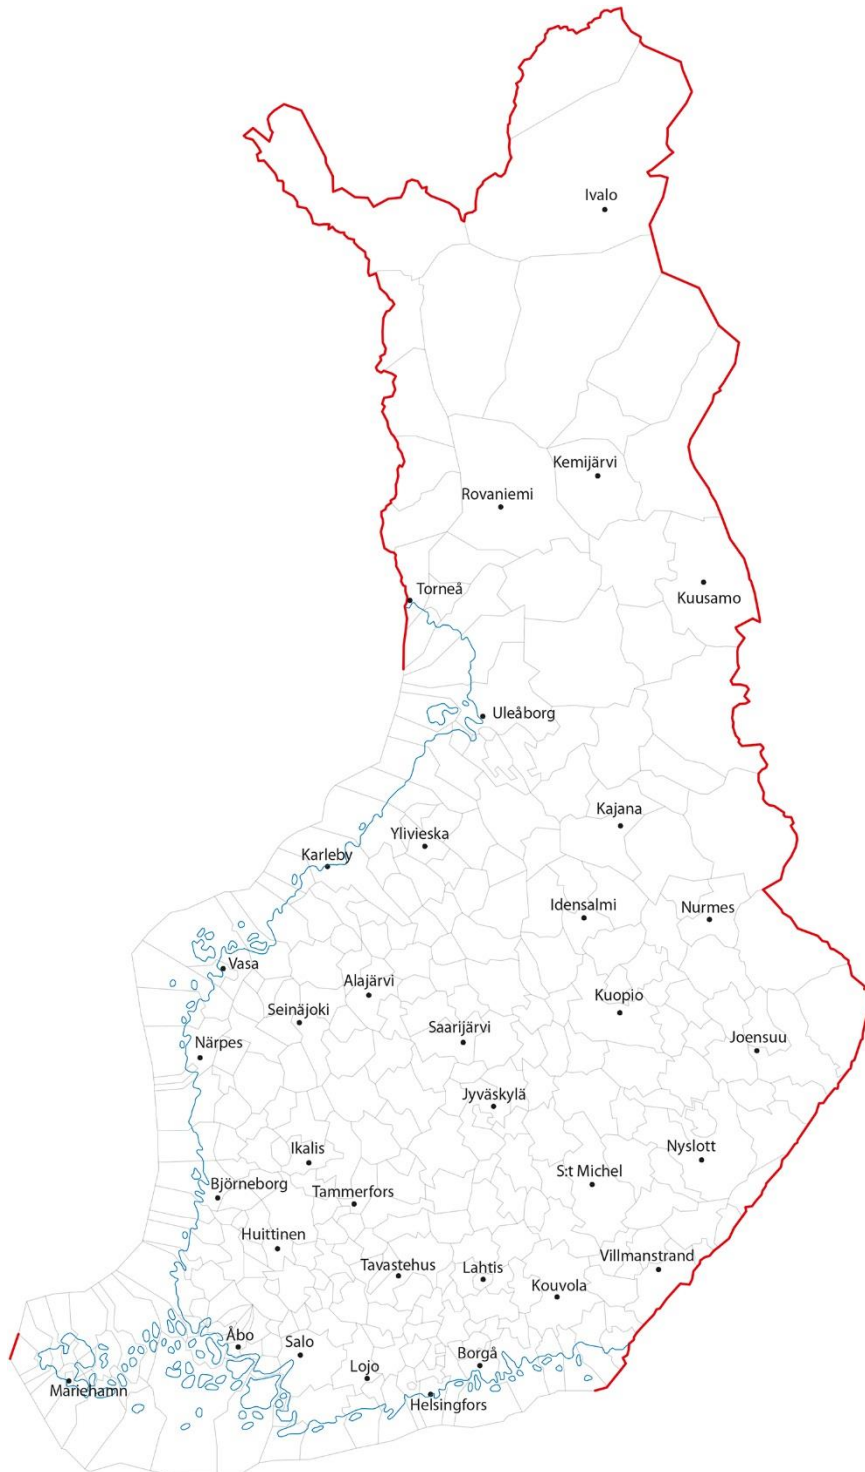 Ivalo
Kemijärvi
Rovaniemi
Torneå
Kuusamo
Uleåborg
Kajana
Ylivieska
Karleby
Idensalmi
Nurmes
Vasa
Alajärvi
Kuopio
Seinäjoki
Saarijärvi
Joensuu
Närpes
Jyväskylä
Nyslott
Ikalis
S:t Michel
Björneborg
Tammerfors
Huittinen
Villmanstrand
Tavastehus
Lahtis
Kouvola
Åbo
Salo
Borgå
Lojo
Mariehamn
Helsingfors